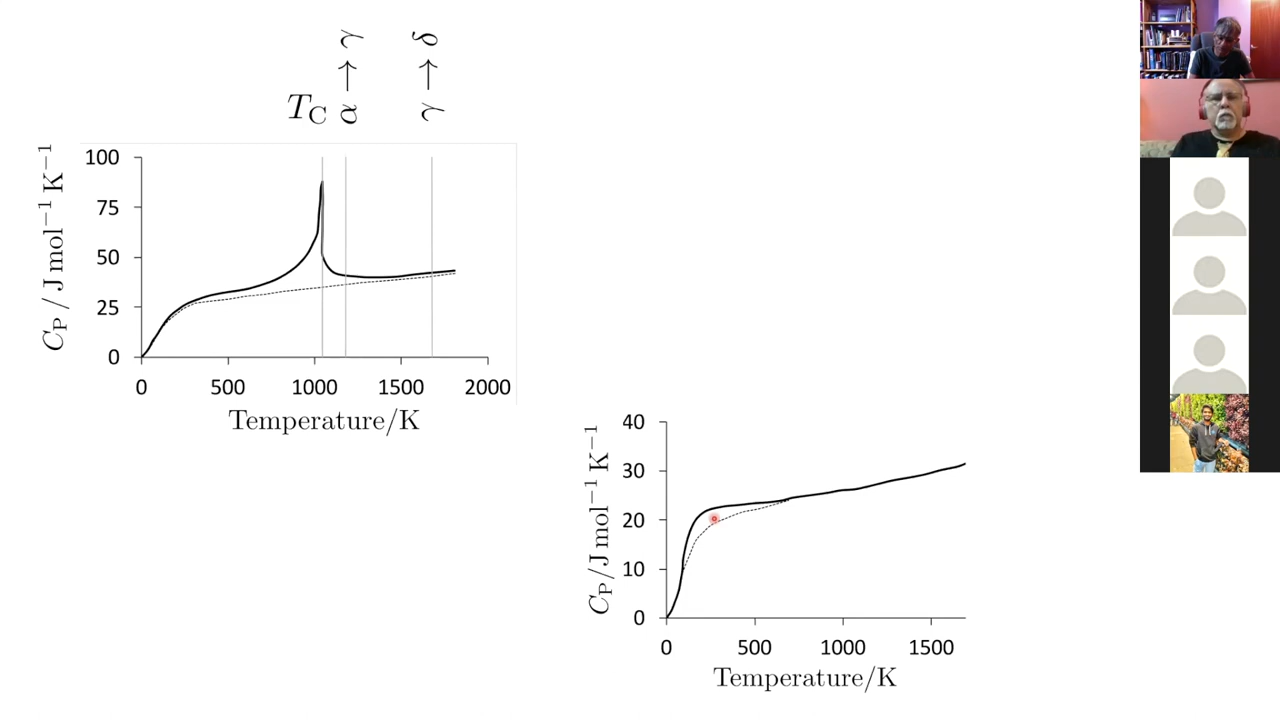 T_C
α → γ
γ → δ
C_P / J mol⁻¹ K⁻¹
100
75
50
25
0
0 500 1000 1500 2000
Temperature/K
C_P/J mol⁻¹ K⁻¹
40
30
20
10
0
0 500 1000 1500
Temperature/K